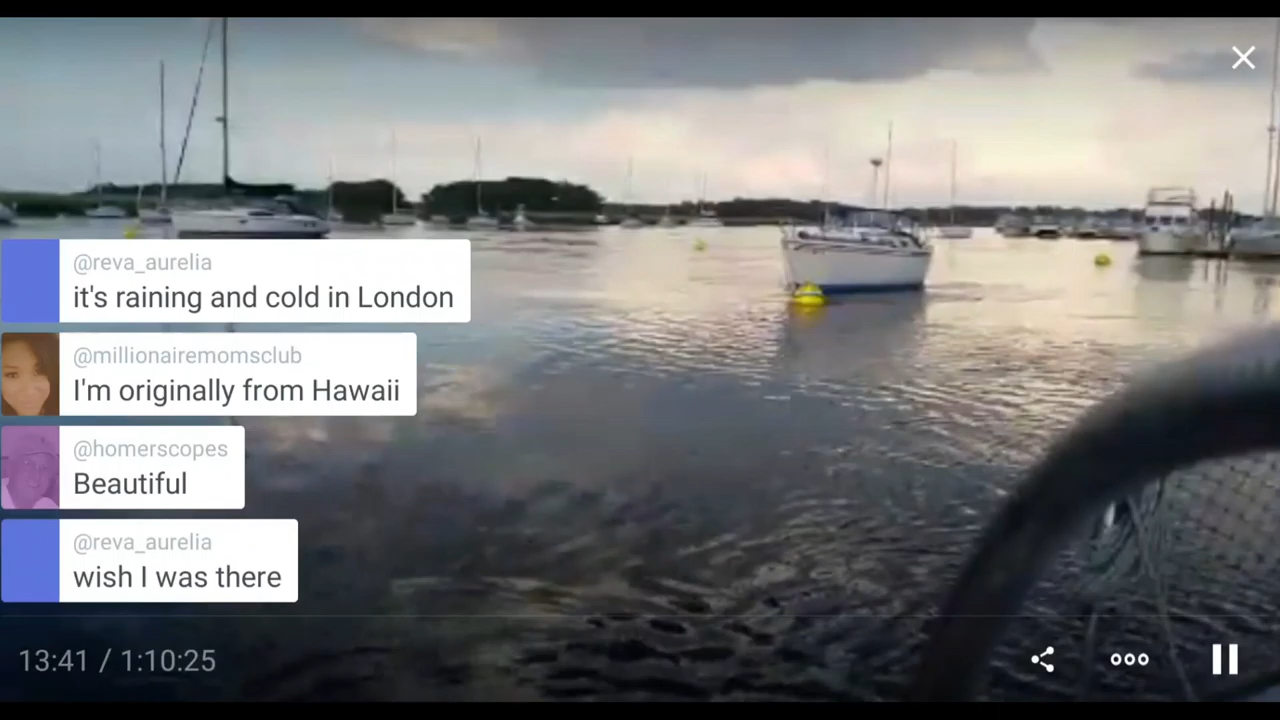 @reva_aurelia
it's raining and cold in London
@millionairemomsclub
I'm originally from Hawaii
@homerscopes
Beautiful
@reva_aurelia
wish I was there
13:41 / 1:10:25